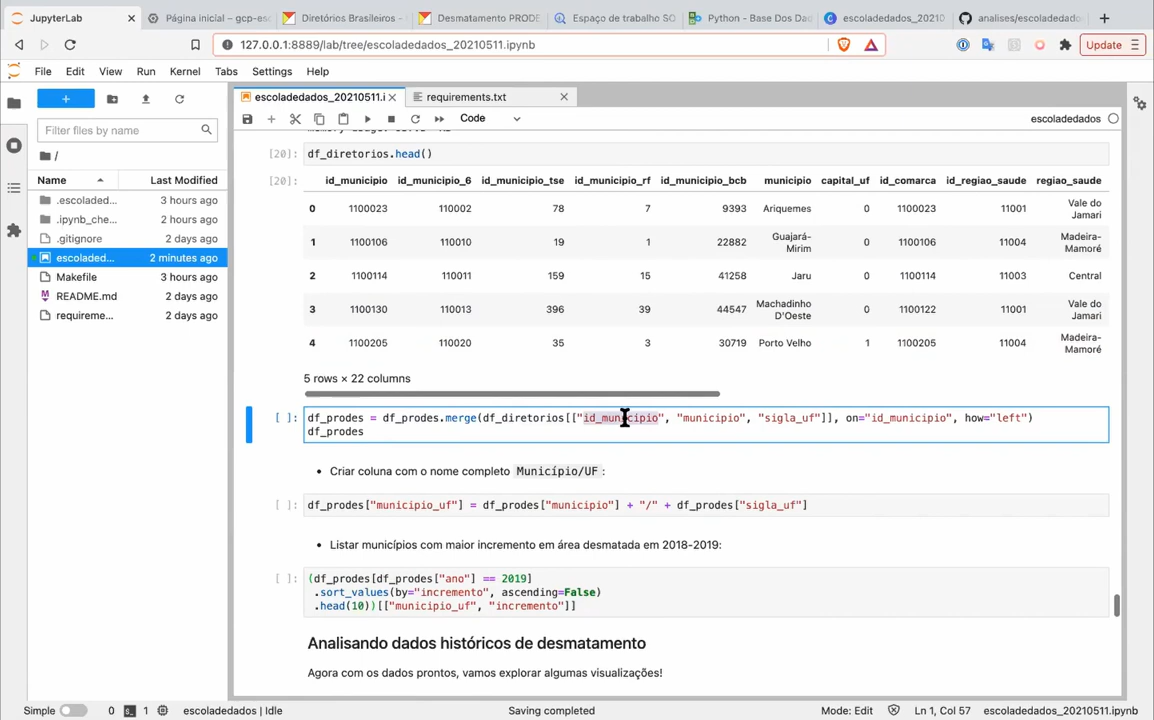 JupyterLab
Página inicial – gcp-esc
Diretórios Brasileiros –
Desmatamento PRODE
Espaço de trabalho SQ
Python - Base Dos Dad
escoladedados_20210
analises/escoladedado
127.0.0.1:8889/lab/tree/escoladedados_20210511.ipynb
Update
File Edit View Run Kernel Tabs Settings Help
escoladedados_20210511.i
requirements.txt
Code
escoladedados
Filter files by name
/
Name Last Modified
.escoladed... 3 hours ago
.ipynb_che... 2 hours ago
.gitignore 2 days ago
escoladed... 2 minutes ago
Makefile 3 hours ago
README.md 2 days ago
requireme... 2 days ago
[20]: df_diretorios.head()
[20]: id_municipio id_municipio_6 id_municipio_tse id_municipio_rf id_municipio_bcb municipio capital_uf id_comarca id_regiao_saude regiao_saude
0 1100023 110002 78 7 9393 Ariquemes 0 1100023 11001 Vale do Jamari
1 1100106 110010 19 1 22882 Guajará-Mirim 0 1100106 11004 Madeira-Mamoré
2 1100114 110011 159 15 41258 Jaru 0 1100114 11003 Central
3 1100130 110013 396 39 44547 Machadinho D'Oeste 0 1100122 11001 Vale do Jamari
4 1100205 110020 35 3 30719 Porto Velho 1 1100205 11004 Madeira-Mamoré
5 rows × 22 columns
[ ]: df_prodes = df_prodes.merge(df_diretorios[["id_municipio", "municipio", "sigla_uf"]], on="id_municipio", how="left")
df_prodes
• Criar coluna com o nome completo Município/UF :
[ ]: df_prodes["municipio_uf"] = df_prodes["municipio"] + "/" + df_prodes["sigla_uf"]
• Listar municípios com maior incremento em área desmatada em 2018-2019:
[ ]: (df_prodes[df_prodes["ano"] == 2019]
.sort_values(by="incremento", ascending=False)
.head(10))[["municipio_uf", "incremento"]]
Analisando dados históricos de desmatamento
Agora com os dados prontos, vamos explorar algumas visualizações!
Simple 0 1 escoladedados | Idle Saving completed Mode: Edit Ln 1, Col 57 escoladedados_20210511.ipynb